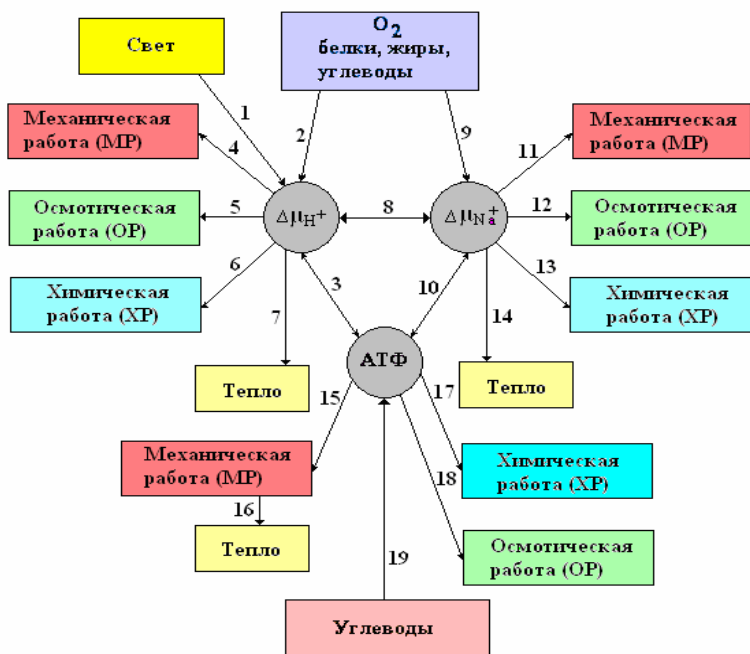 Свет
O2
белки, жиры,
углеводы
1
2
9
Механическая
работа (МР)
4
11
Механическая
работа (МР)
Осмотическая
работа (ОР)
5
ΔμH+
8
ΔμNa+
12
Осмотическая
работа (ОР)
Химическая
работа (ХР)
6
7
3
10
14
13
Химическая
работа (ХР)
Тепло
АТФ
Тепло
15
17
Механическая
работа (МР)
16
18
Химическая
работа (ХР)
Тепло
19
Осмотическая
работа (ОР)
Углеводы